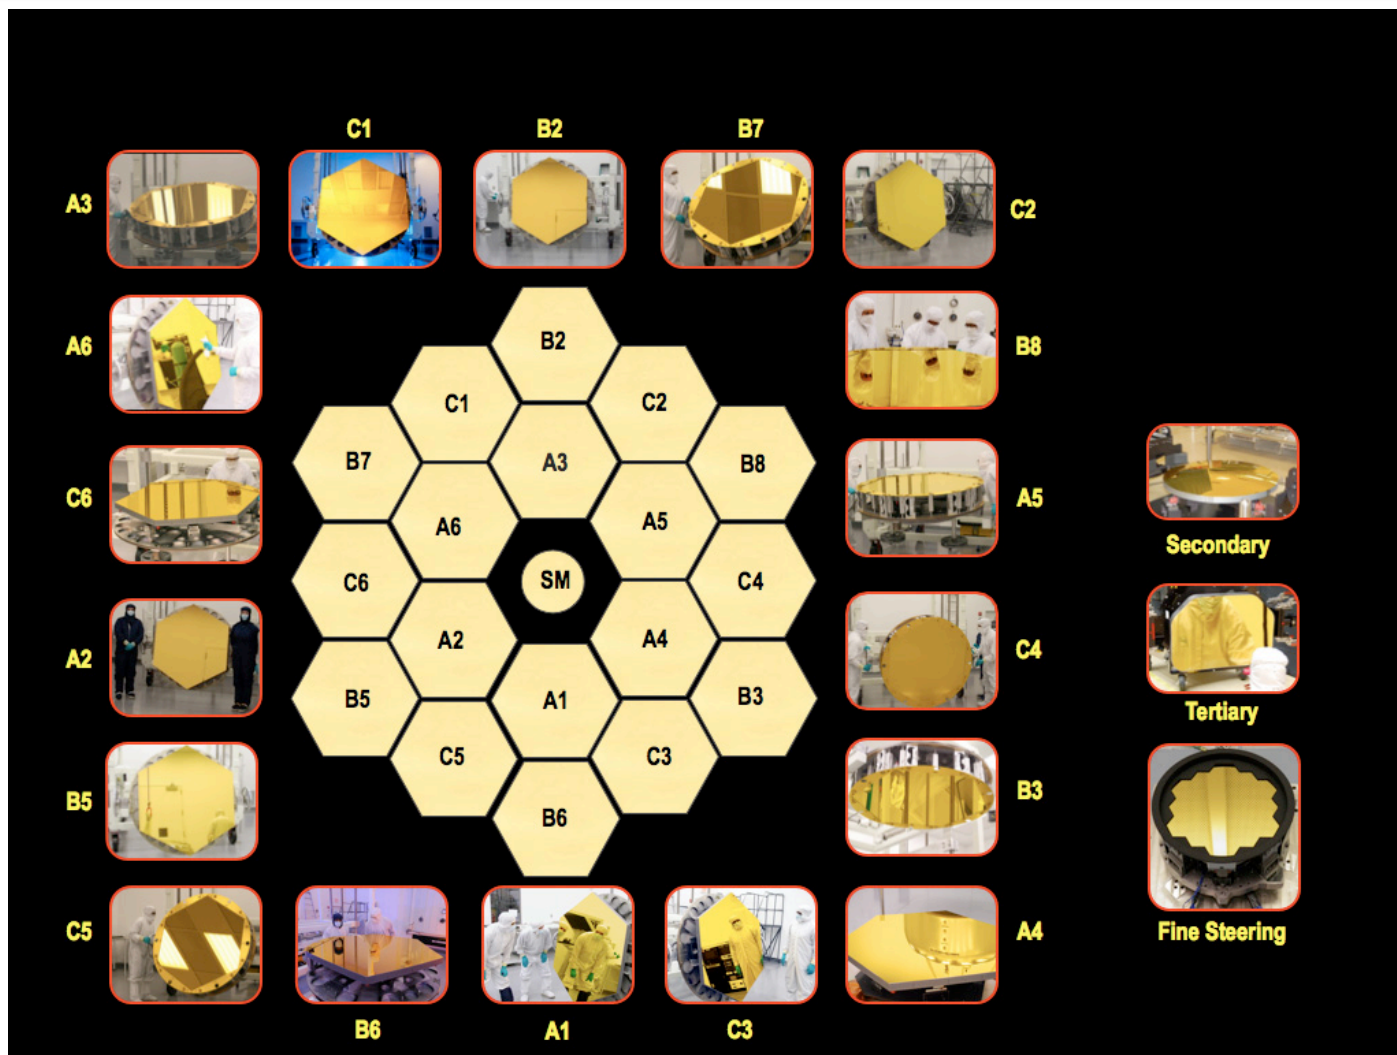 C1
B2
B7
A3
C2
A6
B8
B2
C1
C2
B7
A3
B8
C6
A6
A5
A5
Secondary
C6
SM
C4
A2
A2
A4
C4
B5
A1
B3
Tertiary
C5
C3
B5
B3
B6
C5
A4
Fine Steering
B6
A1
C3